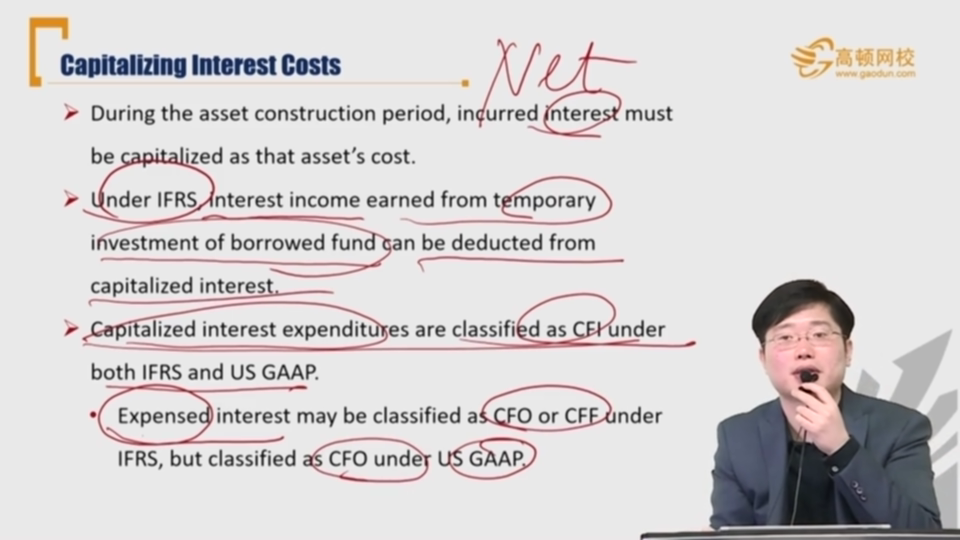 Capitalizing Interest Costs
Net
高顿网校
www.gaodun.com
During the asset construction period, incurred interest must
be capitalized as that asset's cost.
Under IFRS, interest income earned from temporary
investment of borrowed fund can be deducted from
capitalized interest.
Capitalized interest expenditures are classified as CFI under
both IFRS and US GAAP.
Expensed interest may be classified as CFO or CFF under
IFRS, but classified as CFO under US GAAP.